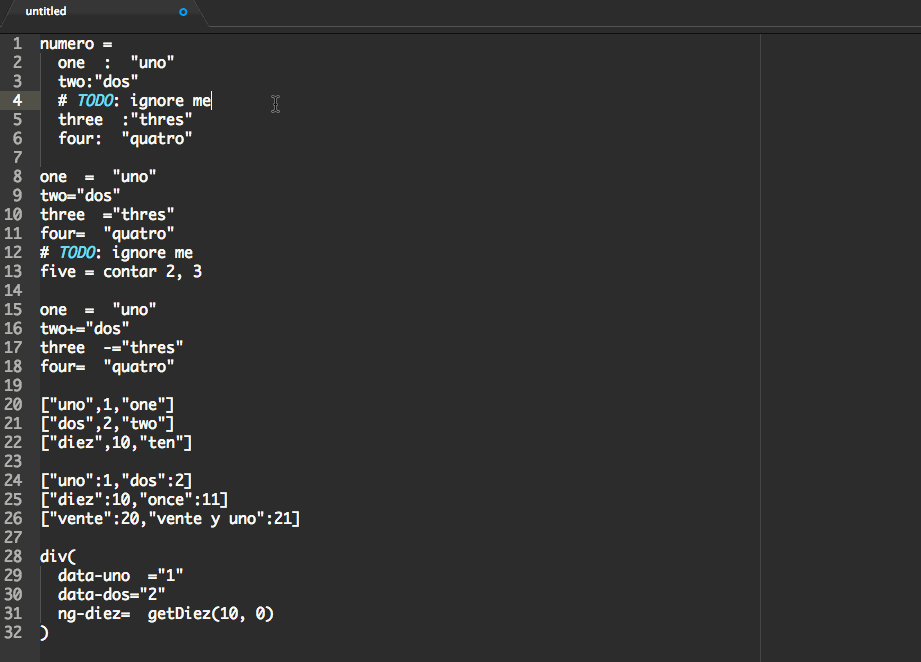 untitled
1 numero =
2   one  :  "uno"
3   two:"dos"
4   # TODO: ignore me
5   three  :"thres"
6   four:  "quatro"
7
8 one  =  "uno"
9 two="dos"
10 three  ="thres"
11 four=  "quatro"
12 # TODO: ignore me
13 five = contar 2, 3
14
15 one  =  "uno"
16 two+="dos"
17 three  -="thres"
18 four=  "quatro"
19
20 ["uno",1,"one"]
21 ["dos",2,"two"]
22 ["diez",10,"ten"]
23
24 ["uno":1,"dos":2]
25 ["diez":10,"once":11]
26 ["vente":20,"vente y uno":21]
27
28 div(
29   data-uno  ="1"
30   data-dos="2"
31   ng-diez=  getDiez(10, 0)
32 )